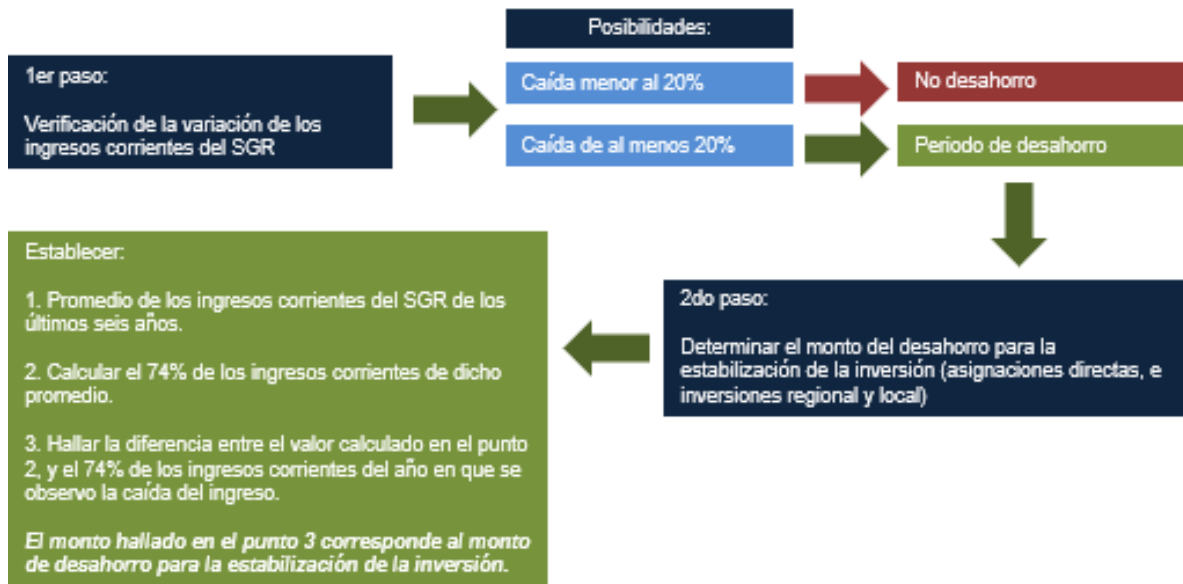 1er paso:
Verificación de la variación de los
ingresos corrientes del SGR
Posibilidades:
Caída menor al 20%
Caída de al menos 20%
No desahorro
Periodo de desahorro
2do paso:
Determinar el monto del desahorro para la
estabilización de la inversión (asignaciones directas, e
inversiones regional y local)
Establecer:
1. Promedio de los ingresos corrientes del SGR de los
últimos seis años.
2. Calcular el 74% de los ingresos corrientes de dicho
promedio.
3. Hallar la diferencia entre el valor calculado en el punto
2, y el 74% de los ingresos corrientes del año en que se
observo la caída del ingreso.
El monto hallado en el punto 3 corresponde al monto
de desahorro para la estabilización de la inversión.